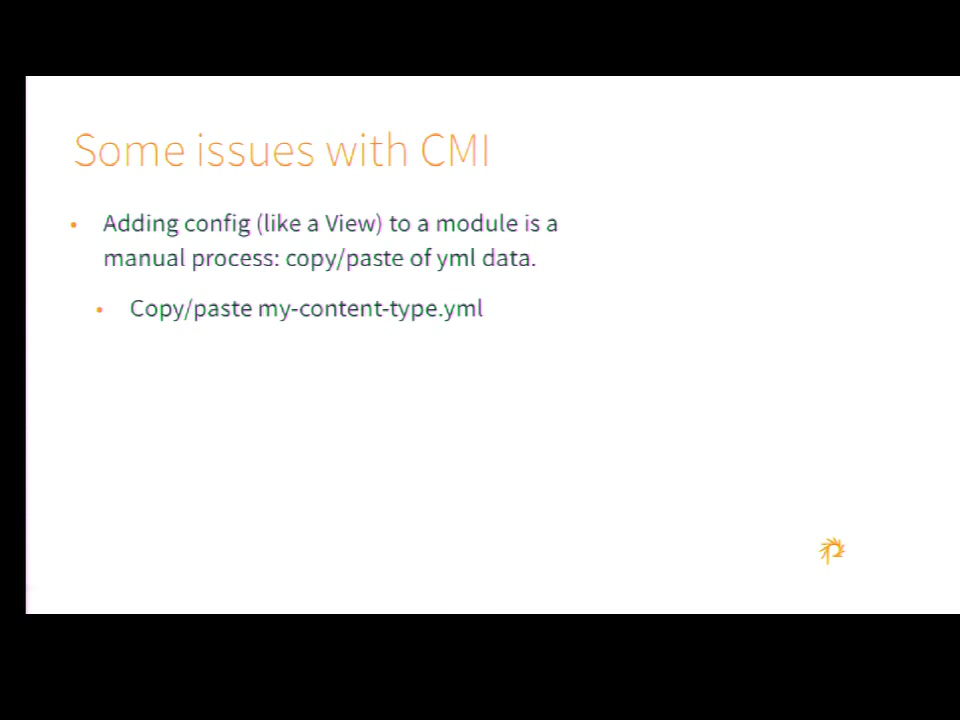 Some issues with CMI
• Adding config (like a View) to a module is a
manual process: copy/paste of yml data.
• Copy/paste my-content-type.yml